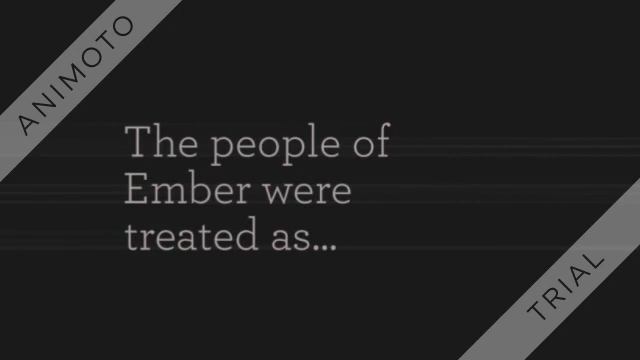 ANIMOTO
The people of
Ember were
treated as...
TRIAL